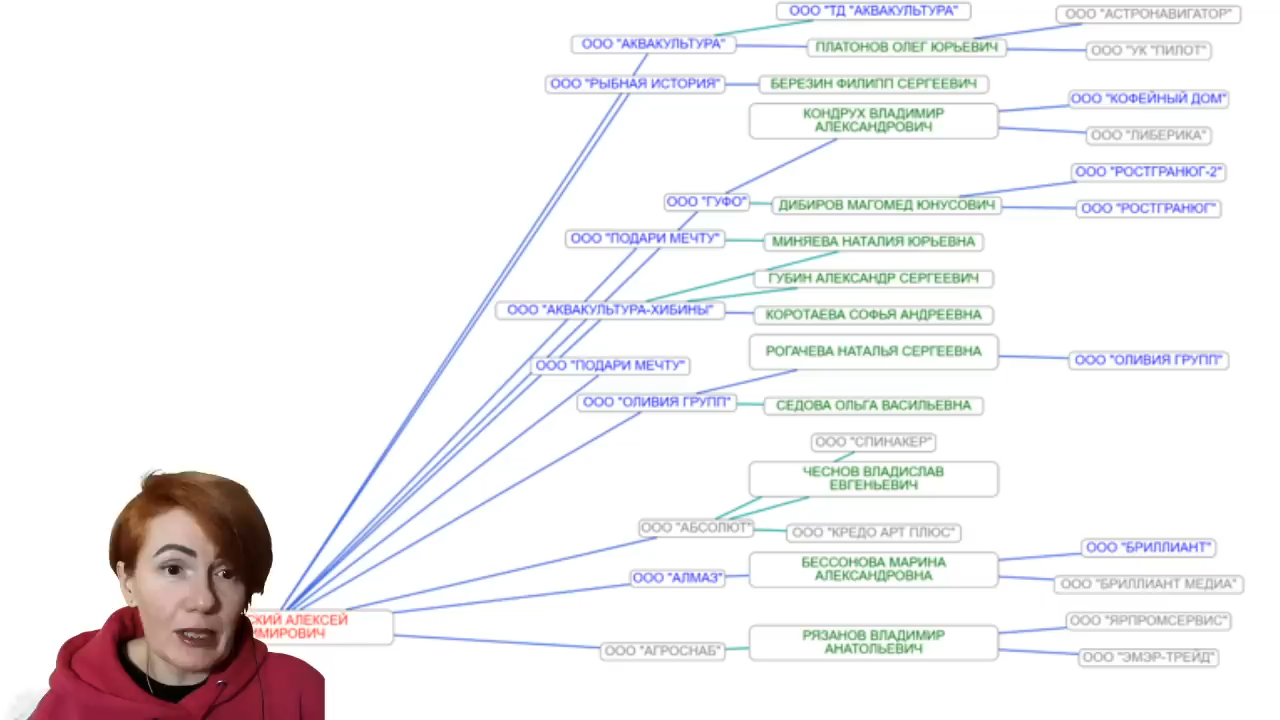 ООО "ТД "АКВАКУЛЬТУРА"
ООО "АСТРОНАВИГАТОР"
ООО "АКВАКУЛЬТУРА"
ПЛАТОНОВ ОЛЕГ ЮРЬЕВИЧ
ООО "УК "ПИЛОТ"
ООО "РЫБНАЯ ИСТОРИЯ"
БЕРЕЗИН ФИЛИПП СЕРГЕЕВИЧ
ООО "КОФЕЙНЫЙ ДОМ"
КОНДРУХ ВЛАДИМИР
АЛЕКСАНДРОВИЧ
ООО "ЛИБЕРИКА"
ООО "РОСТГРАНЮГ-2"
ООО "ГУФО"
ДИБИРОВ МАГОМЕД ЮНУСОВИЧ
ООО "РОСТГРАНЮГ"
ООО "ПОДАРИ МЕЧТУ"
МИНЯЕВА НАТАЛИЯ ЮРЬЕВНА
ГУБИН АЛЕКСАНДР СЕРГЕЕВИЧ
ООО "АКВАКУЛЬТУРА-ХИБИНЫ"
КОРОТАЕВА СОФЬЯ АНДРЕЕВНА
РОГАЧЕВА НАТАЛЬЯ СЕРГЕЕВНА
ООО "ОЛИВИЯ ГРУПП"
ООО "ПОДАРИ МЕЧТУ"
ООО "ОЛИВИЯ ГРУПП"
СЕДОВА ОЛЬГА ВАСИЛЬЕВНА
ООО "СПИНАКЕР"
ЧЕСНОВ ВЛАДИСЛАВ
ЕВГЕНЬЕВИЧ
ООО "АБСОЛЮТ"
ООО "КРЕДО АРТ ПЛЮС"
ООО "БРИЛЛИАНТ"
БЕССОНОВА МАРИНА
АЛЕКСАНДРОВНА
ООО "АЛМАЗ"
ООО "БРИЛЛИАНТ МЕДИА"
СКИЙ АЛЕКСЕЙ
ИМИРОВИЧ
ООО "ЯРПРОМСЕРВИС"
РЯЗАНОВ ВЛАДИМИР
АНАТОЛЬЕВИЧ
ООО "АГРОСНАБ"
ООО "ЭМЭР-ТРЕЙД"